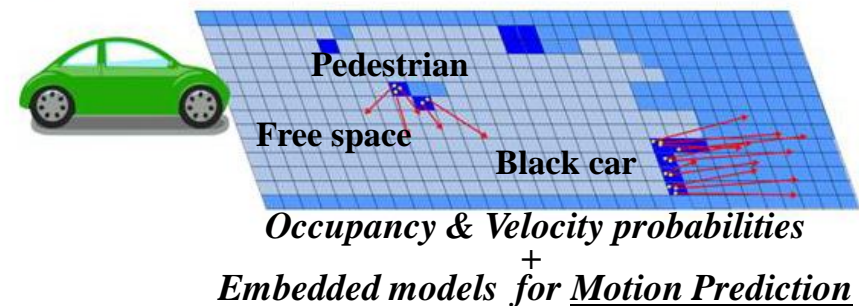 Pedestrian
Free space
Black car
Occupancy & Velocity probabilities
+
Embedded models for Motion Prediction